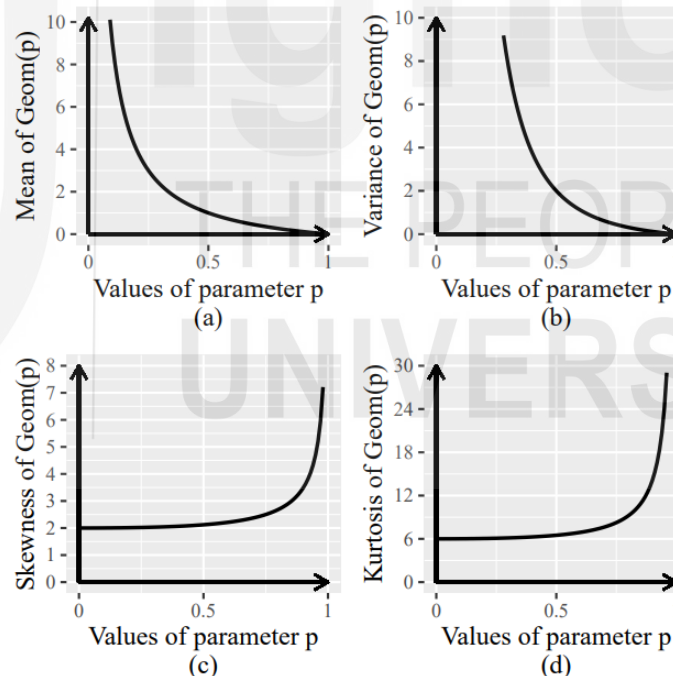 Mean of Geom(p)
10
8
6
4
2
0
0 0.5 1
Values of parameter p
(a)
Variance of Geom(p)
10
8
6
4
2
0
0 0.5
Values of parameter p
(b)
THE PEOP
UNIVERS
Skewness of Geom(p)
8
7
6
5
4
3
2
1
0
0 0.5 1
Values of parameter p
(c)
Kurtosis of Geom(p)
30
24
18
12
6
0
0 0.5
Values of parameter p
(d)